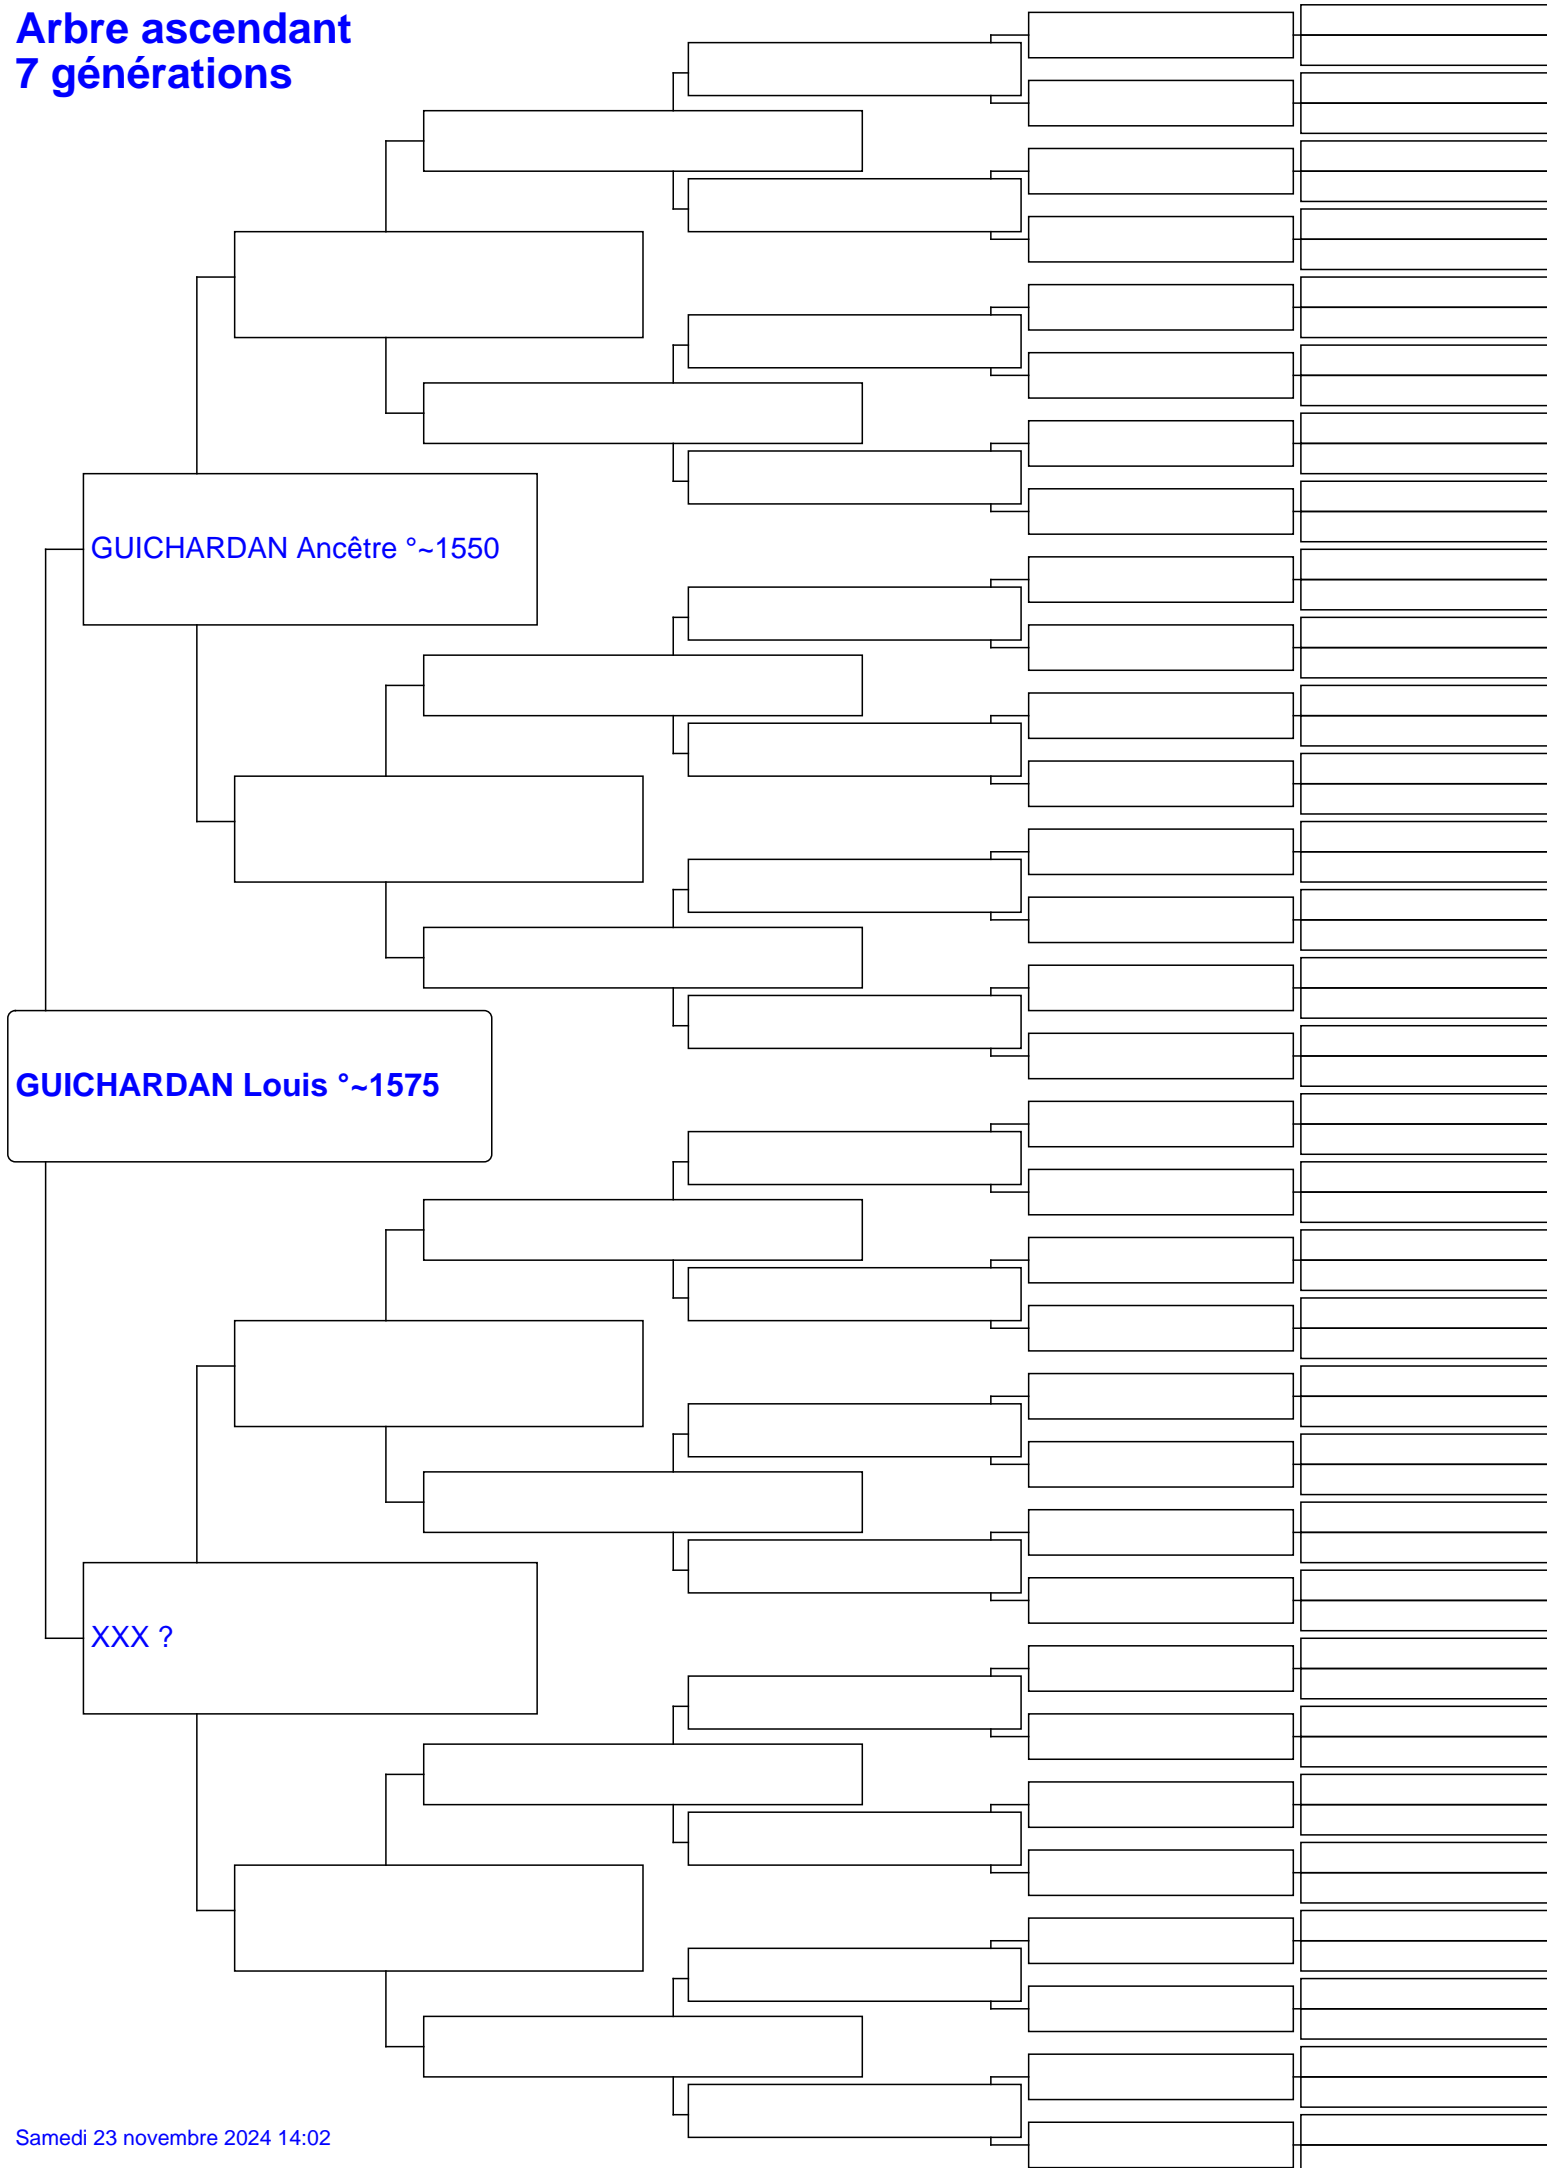 Arbre ascendant
7 générations
GUICHARDAN Ancêtre °~1550
GUICHARDAN Louis °~1575
XXX ?
Samedi 23 novembre 2024 14:02